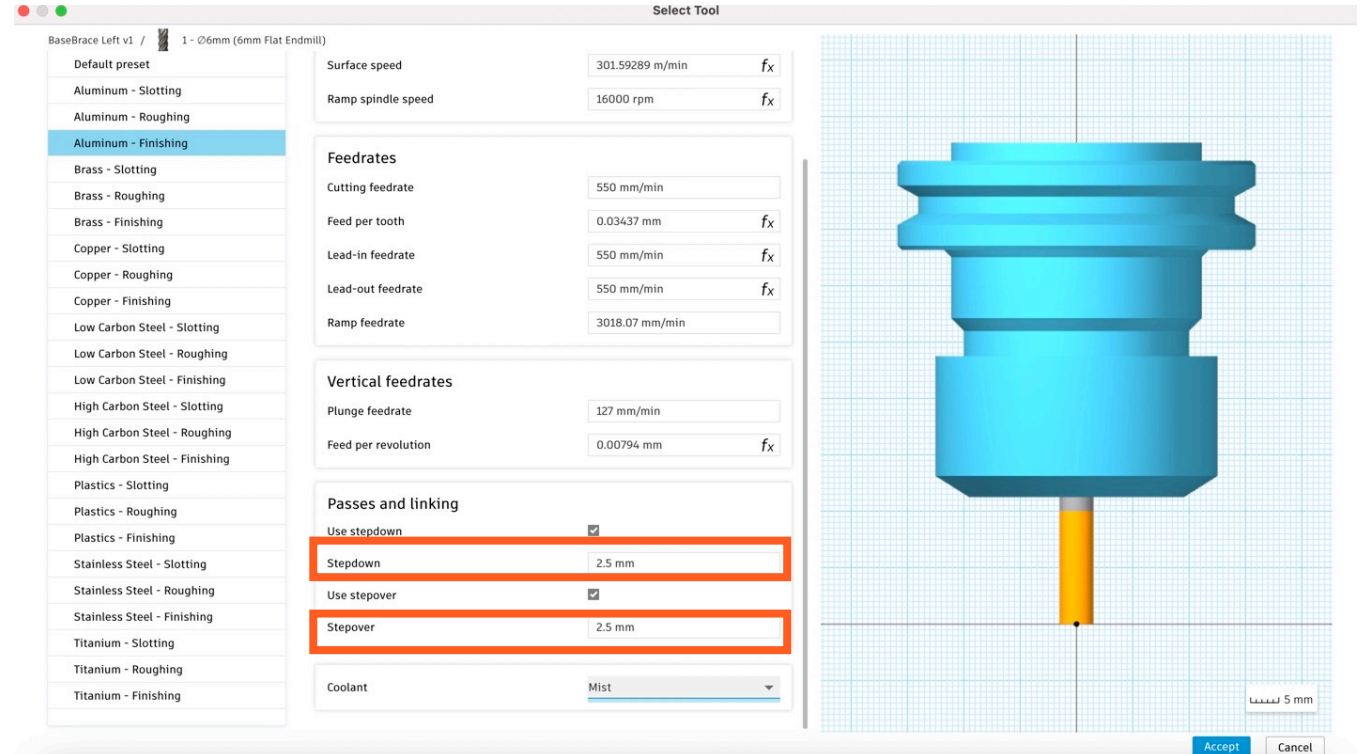 Select Tool
BaseBrace Left v1 / 1 - Ø6mm (6mm Flat Endmill)
Default preset
Aluminum - Slotting
Aluminum - Roughing
Aluminum - Finishing
Brass - Slotting
Brass - Roughing
Brass - Finishing
Copper - Slotting
Copper - Roughing
Copper - Finishing
Low Carbon Steel - Slotting
Low Carbon Steel - Roughing
Low Carbon Steel - Finishing
High Carbon Steel - Slotting
High Carbon Steel - Roughing
High Carbon Steel - Finishing
Plastics - Slotting
Plastics - Roughing
Plastics - Finishing
Stainless Steel - Slotting
Stainless Steel - Roughing
Stainless Steel - Finishing
Titanium - Slotting
Titanium - Roughing
Titanium - Finishing
Surface speed 301.59289 m/min fx
Ramp spindle speed 16000 rpm fx
Feedrates
Cutting feedrate 550 mm/min
Feed per tooth 0.03437 mm fx
Lead-in feedrate 550 mm/min fx
Lead-out feedrate 550 mm/min fx
Ramp feedrate 3018.07 mm/min
Vertical feedrates
Plunge feedrate 127 mm/min
Feed per revolution 0.00794 mm fx
Passes and linking
Use stepdown
Stepdown 2.5 mm
Use stepover
Stepover 2.5 mm
Coolant Mist
5 mm
Accept Cancel